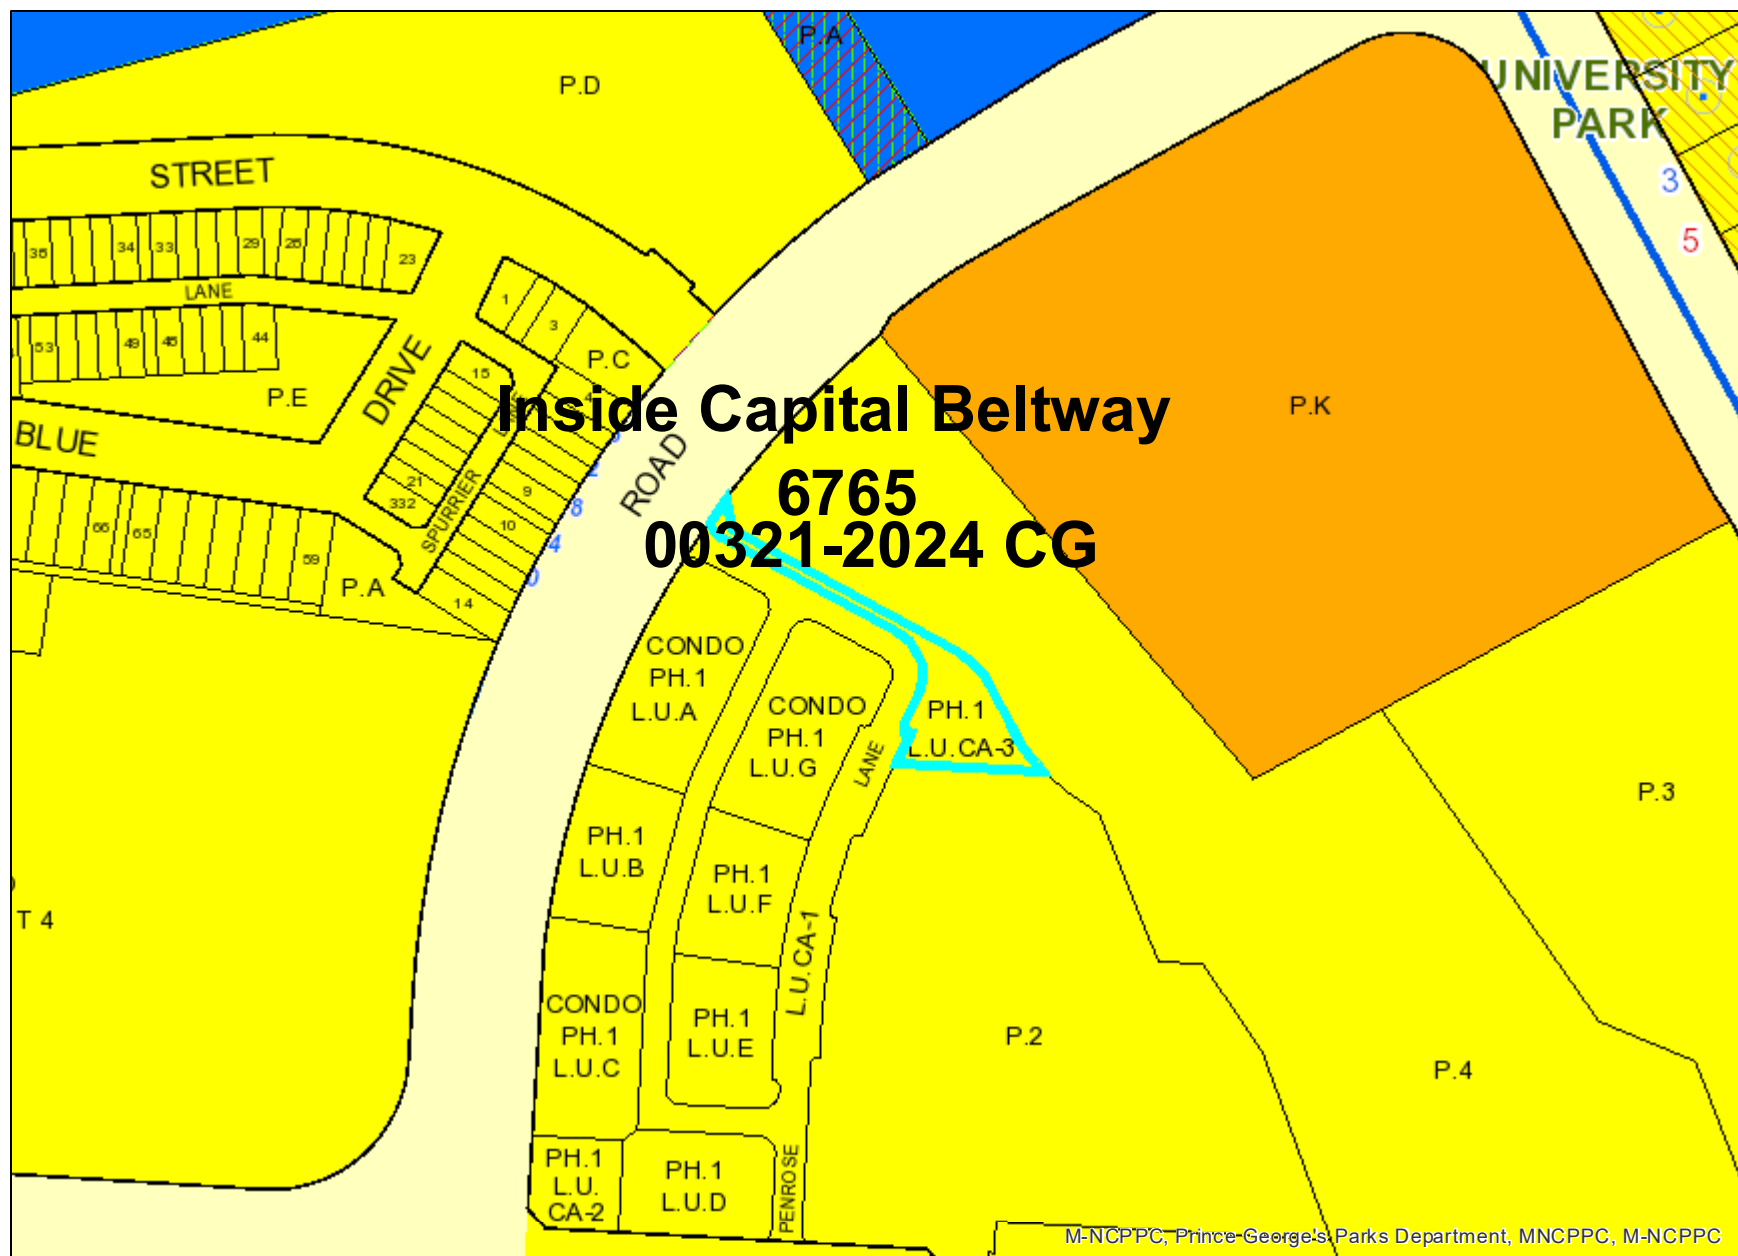 P.A
P.D
UNIVERSITY
PARK
STREET
3
5
35
34
33
29
26
23
LANE
1
3
53
49
45
44
P.C
DRIVE
15
P.E
Inside Capital Beltway
P.K
BLUE
ROAD
6765
00321-2024 CG
21
332
SPURRIER
9
10
8
4
0
66
65
59
P.A
14
CONDO
PH.1
L.U.A
CONDO
PH.1
L.U.G
LANE
PH.1
L.U.CA-3
P.3
PH.1
L.U.B
PH.1
L.U.F
L.U.CA-1
T 4
CONDO
PH.1
L.U.C
PH.1
L.U.E
P.2
P.4
PH.1
L.U.
CA-2
PH.1
L.U.D
PENROSE
M-NCPPC, Prince George's Parks Department, MNCPPC, M-NCPPC